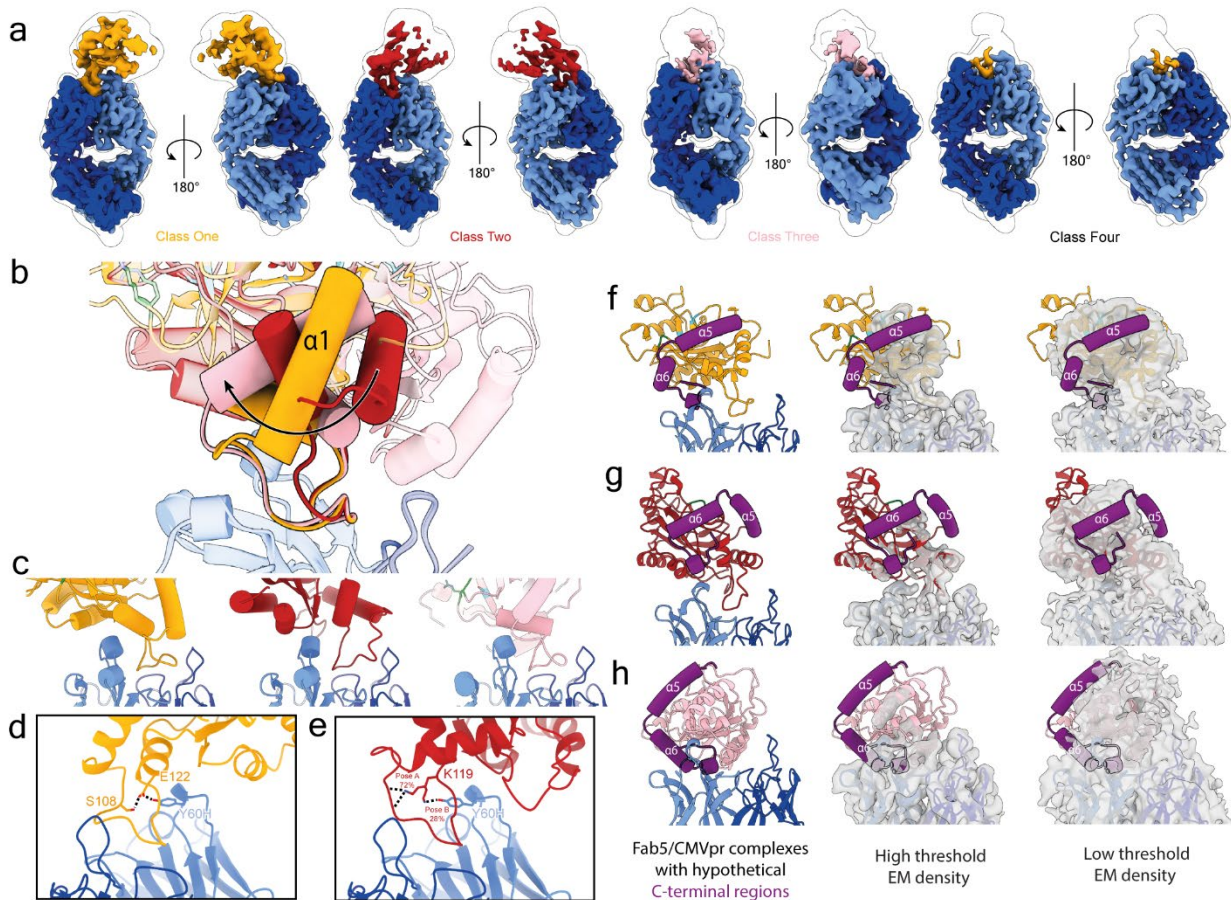 a
180°
180°
180°
180°
Class One
Class Two
Class Three
Class Four
b
α1
c
d
E122
S108
Y60H
e
Pose A
72%
K119
Pose B
28%
Y60H
f
α5
α6
α5
α6
α5
α6
g
α6
α5
α6
α5
α6
α5
h
α5
α6
α5
α6
α5
Fab5/CMVpr complexes
with hypothetical
C-terminal regions
High threshold
EM density
Low threshold
EM density